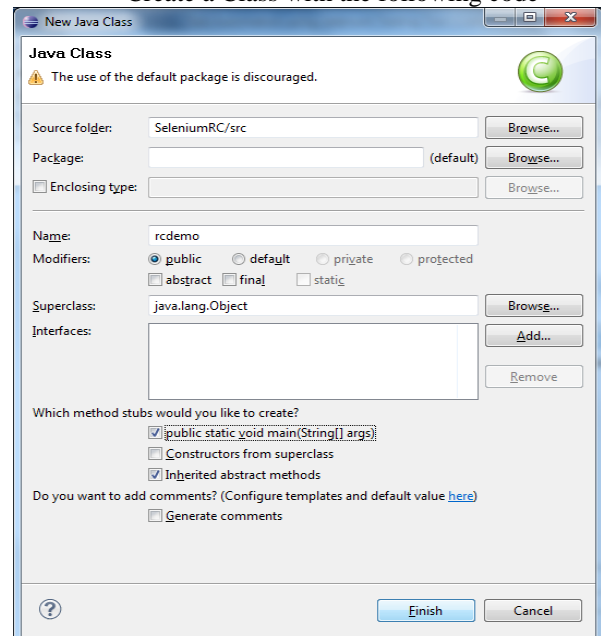 Create a Class with the following code
New Java Class
Java Class
The use of the default package is discouraged.
Source folder: SeleniumRC/src Browse...
Package: (default) Browse...
Enclosing type: Browse...
Name: rcdemo
Modifiers: public default private protected
abstract final static
Superclass: java.lang.Object Browse...
Interfaces: Add...
Remove
Which method stubs would you like to create?
public static void main(String[] args)
Constructors from superclass
Inherited abstract methods
Do you want to add comments? (Configure templates and default value here)
Generate comments
Finish Cancel